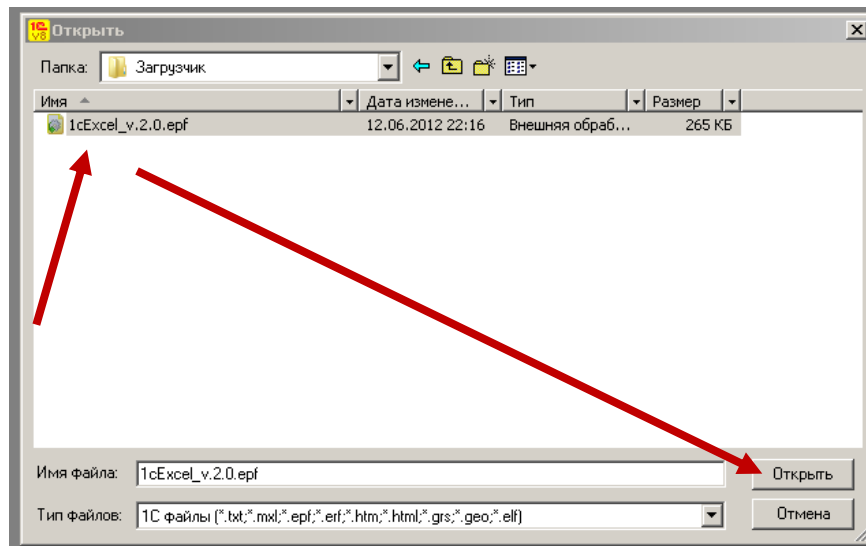 1С V8 Открыть
Папка: Загрузчик
Имя Дата измене... Тип Размер
1cExcel_v.2.0.epf 12.06.2012 22:16 Внешняя обраб... 265 КБ
Имя файла: 1cExcel_v.2.0.epf Открыть
Тип файлов: 1С файлы (*.txt;*.mxl;*.epf;*.erf;*.htm;*.html;*.grs;*.geo;*.elf) Отмена